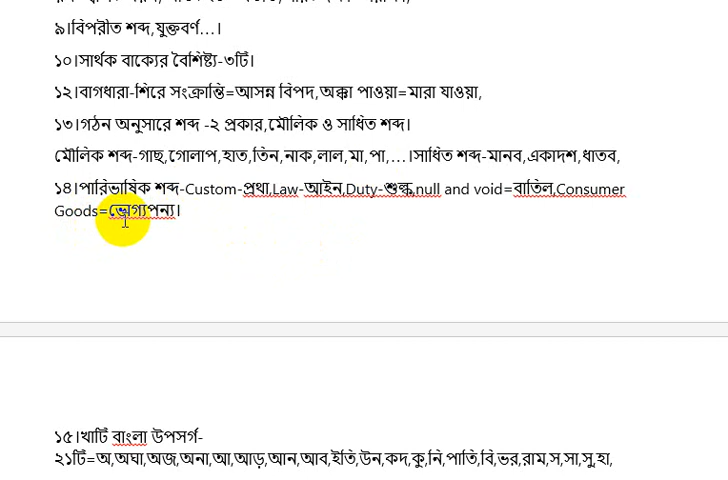 ৯।বিপরীত শব্দ,যুক্তবর্ণ...।
১০।সার্থক বাক্যের বৈশিষ্ট্য-৩টি।
১২।বাগধারা-শিরে সংক্রান্তি=আসন্ন বিপদ,অক্কা পাওয়া=মারা যাওয়া,
১৩।গঠন অনুসারে শব্দ -২ প্রকার,মৌলিক ও সাধিত শব্দ।
মৌলিক শব্দ-গাছ,গোলাপ,হাত,তিন,নাক,লাল,মা,পা,...।সাধিত শব্দ-মানব,একাদশ,ধাতব,
১৪।পারিভাষিক শব্দ-Custom-প্রথা,Law-আইন,Duty-শুল্ক,null and void=বাতিল,Consumer
Goods=ভোগ্যপন্য।
১৫।খাটি বাংলা উপসর্গ-
২১টি=অ,অঘা,অজ,অনা,আ,আড়,আন,আব,ইতি,উন,কদ,কু,নি,পাতি,বি,ভর,রাম,স,সা,সু,হা,